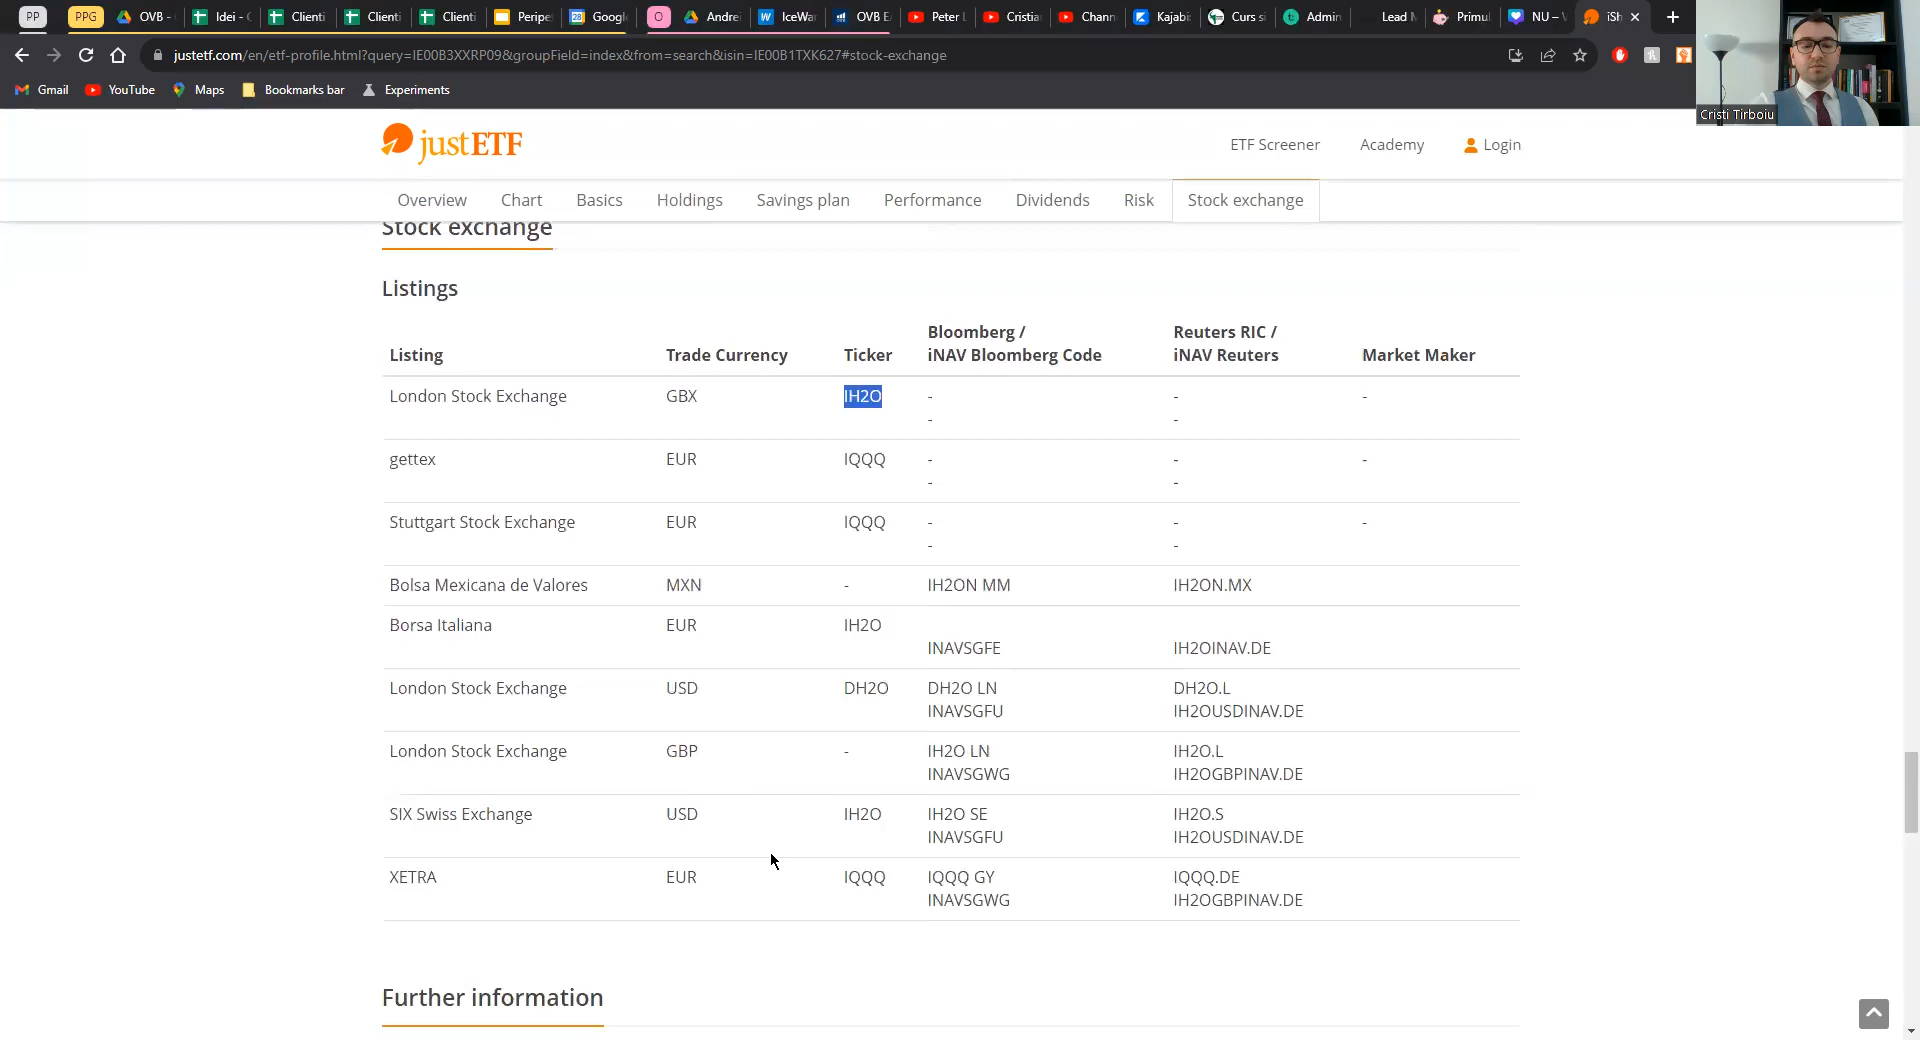 PP
PPG
OVB -
Idei - C
Clienti
Clienti
Clienti
Peripe
Googl
O
Andrei
IceWar
OVB E
Peter L
Cristia
Chann
Kajabi
Curs si
Admin
Lead M
Primul
NU – V
iSh
justetf.com/en/etf-profile.html?query=IE00B3XXRP09&groupField=index&from=search&isin=IE00B1TXK627#stock-exchange
Gmail
YouTube
Maps
Bookmarks bar
Experiments
Cristi Tirboiu
justETF
ETF Screener
Academy
Login
Overview
Chart
Basics
Holdings
Savings plan
Performance
Dividends
Risk
Stock exchange
Stock exchange
Listings
Listing
Trade Currency
Ticker
Bloomberg /
iNAV Bloomberg Code
Reuters RIC /
iNAV Reuters
Market Maker
London Stock Exchange
GBX
IH2O
-
-
-
-
-
gettex
EUR
IQQQ
-
-
-
-
-
Stuttgart Stock Exchange
EUR
IQQQ
-
-
-
-
-
Bolsa Mexicana de Valores
MXN
-
IH2ON MM
IH2ON.MX
Borsa Italiana
EUR
IH2O
INAVSGFE
IH2OINAV.DE
London Stock Exchange
USD
DH2O
DH2O LN
INAVSGFU
DH2O.L
IH2OUSDINAV.DE
London Stock Exchange
GBP
-
IH2O LN
INAVSGWG
IH2O.L
IH2OGBPINAV.DE
SIX Swiss Exchange
USD
IH2O
IH2O SE
INAVSGFU
IH2O.S
IH2OUSDINAV.DE
XETRA
EUR
IQQQ
IQQQ GY
INAVSGWG
IQQQ.DE
IH2OGBPINAV.DE
Further information